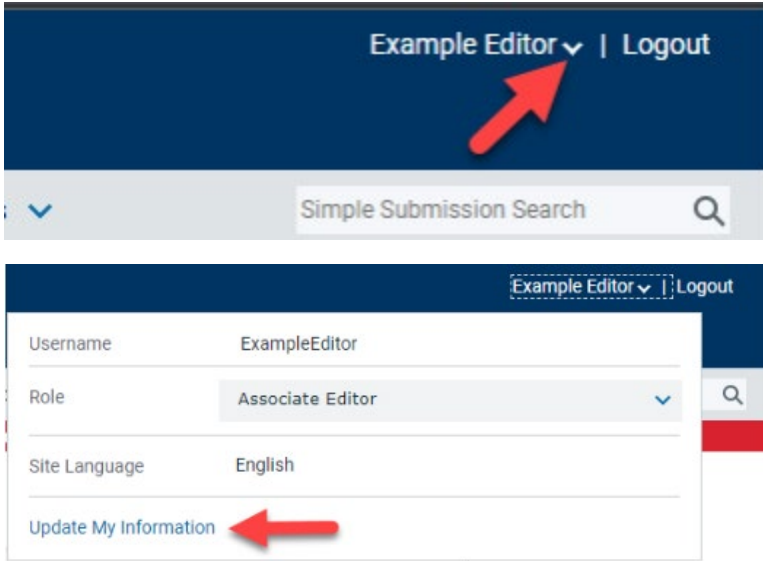 Example Editor | Logout
Simple Submission Search
Example Editor | Logout
Username ExampleEditor
Role Associate Editor
Site Language English
Update My Information